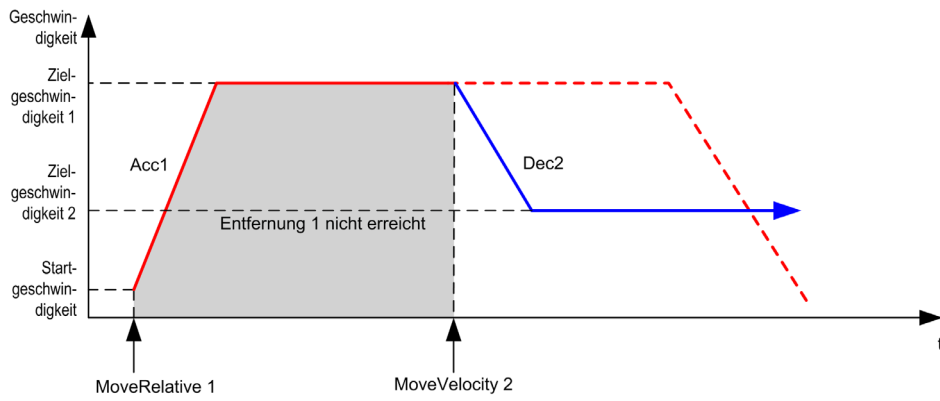 Geschwin-
digkeit
Ziel-
geschwin-
digkeit 1
Acc1
Dec2
Ziel-
geschwin-
digkeit 2
Entfernung 1 nicht erreicht
Start-
geschwin-
digkeit
t
MoveRelative 1
MoveVelocity 2